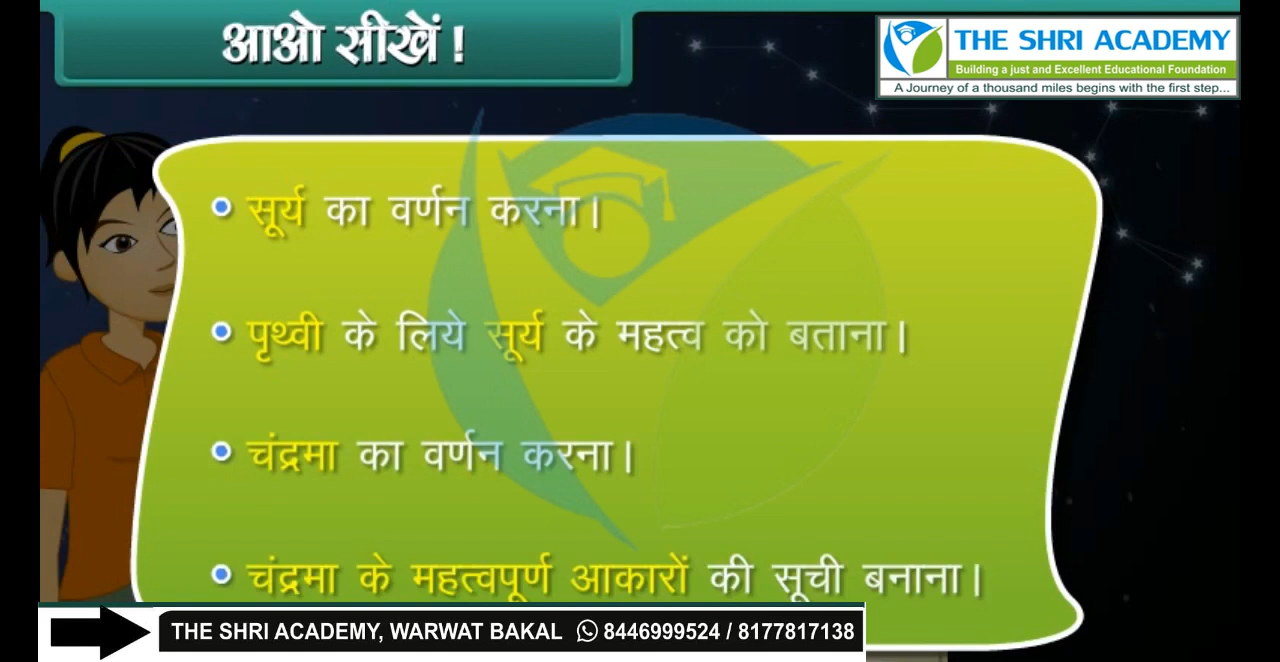 आओ सीखें!
THE SHRI ACADEMY
Building a just and Excellent Educational Foundation
A Journey of a thousand miles begins with the first step...
• सूर्य का वर्णन करना।
• पृथ्वी के लिये सूर्य के महत्व को बताना।
• चंद्रमा का वर्णन करना।
• चंद्रमा के महत्वपूर्ण आकारों की सूची बनाना।
THE SHRI ACADEMY, WARWAT BAKAL 8446999524 / 8177817138